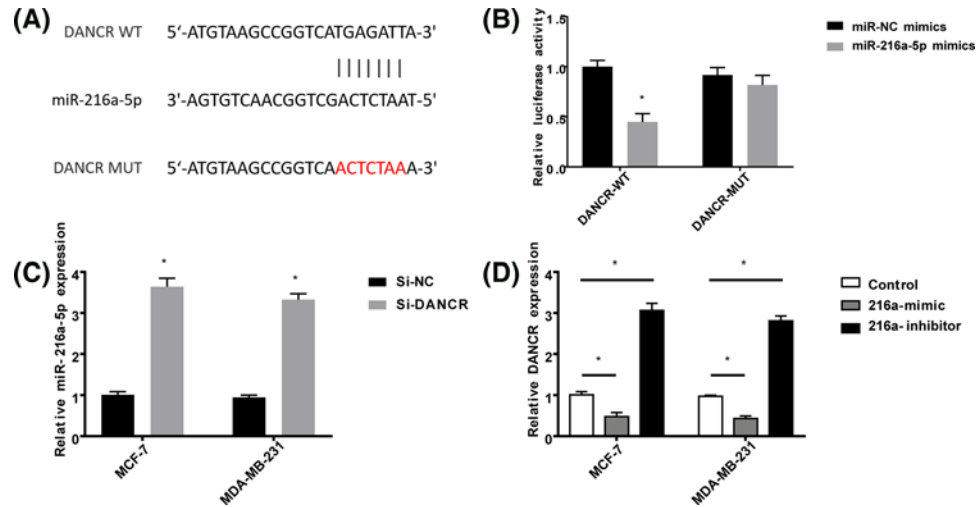 (A)
DANCR WT 5'-ATGTAAGCCGGTCATGAGATTA-3'
miR-216a-5p 3'-AGTGTCAACGGTCGACTCTAAT-5'
DANCR MUT 5'-ATGTAAGCCGGTCAACTCTAAA-3'
(B)
Relative luciferase activity
1.5
1.0
0.5
0.0
*
DANCR-WT
DANCR-MUT
miR-NC mimics
miR-216a-5p mimics
(C)
Relative miR-216a-5p expression
4
3
2
1
0
*
*
MCF-7
MDA-MB-231
Si-NC
Si-DANCR
(D)
Relative DANCR expression
4
3
2
1
0
*
*
*
*
MCF-7
MDA-MB-231
Control
216a-mimic
216a-inhibitor